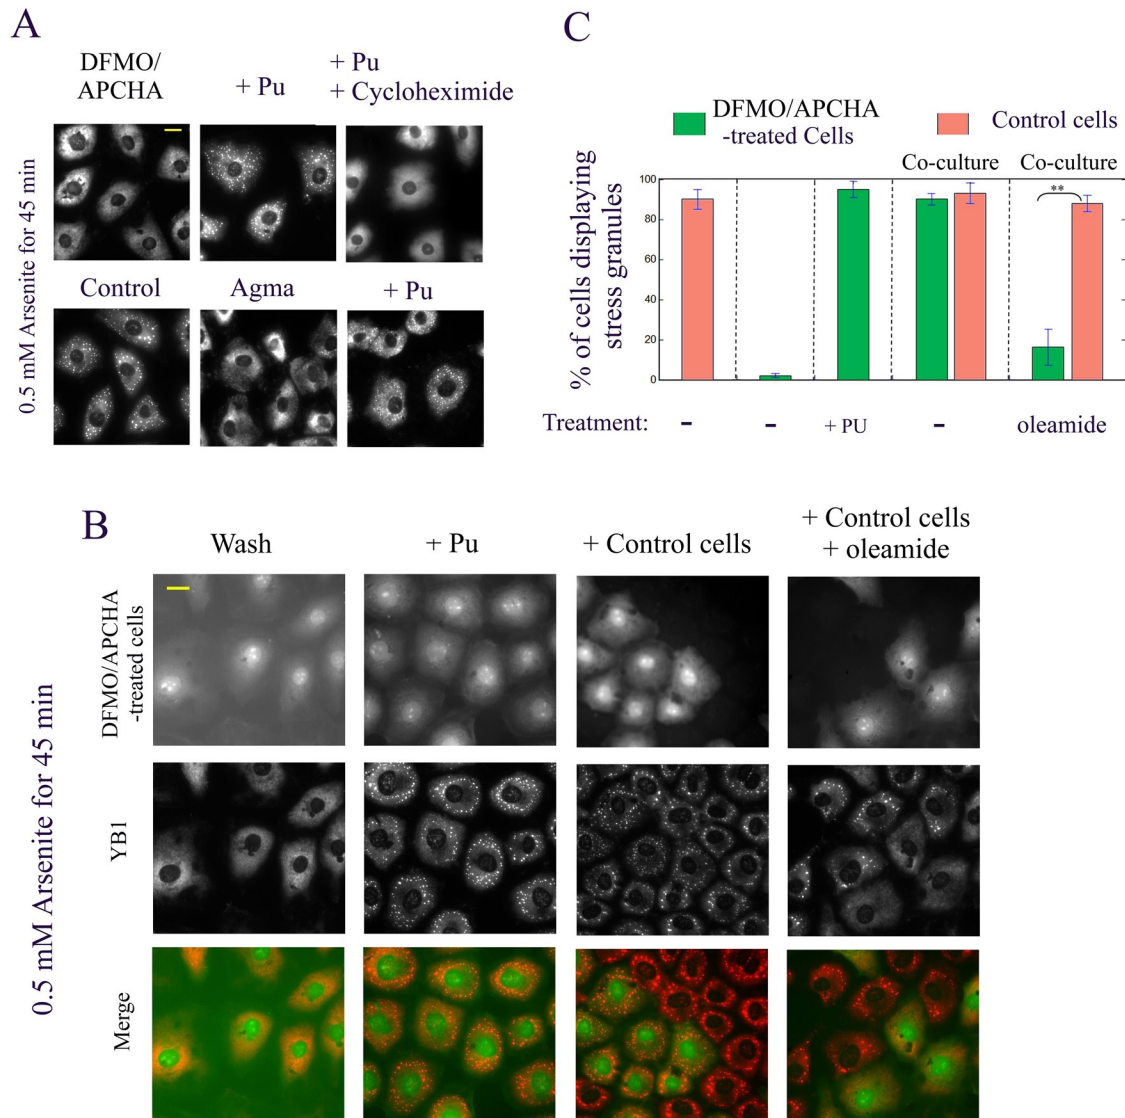 A
DFMO/
APCHA
+ Pu
+ Pu
+ Cycloheximide
0.5 mM Arsenite for 45 min
Control
Agma
+ Pu
C
DFMO/APCHA
-treated Cells
Control cells
Co-culture
Co-culture
% of cells displaying
stress granules
100
80
60
40
20
0
**
Treatment:
-
-
+ PU
-
oleamide
B
Wash
+ Pu
+ Control cells
+ Control cells
+ oleamide
0.5 mM Arsenite for 45 min
DFMO/APCHA
-treated cells
YB1
Merge